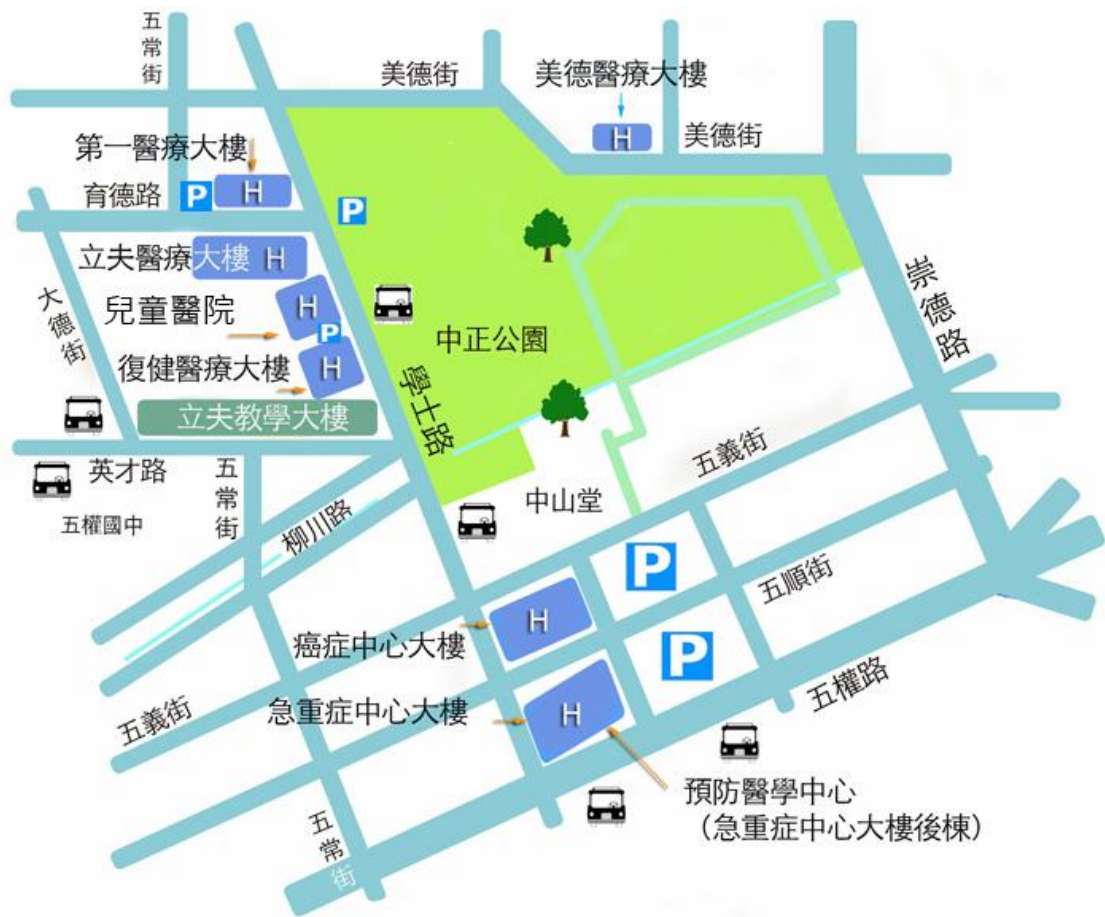 五常街
美德街
美德醫療大樓
H
美德街
第一醫療大樓
H
P
育德路
P
立夫醫療大樓 H
大德街
兒童醫院
H
P
復健醫療大樓
H
立夫教學大樓
中正公園
學士路
崇德路
英才路
五權國中
五常街
柳川路
中山堂
五義街
P
五順街
癌症中心大樓
H
P
五權路
五義街
急重症中心大樓
H
預防醫學中心
（急重症中心大樓後棟）
五常街